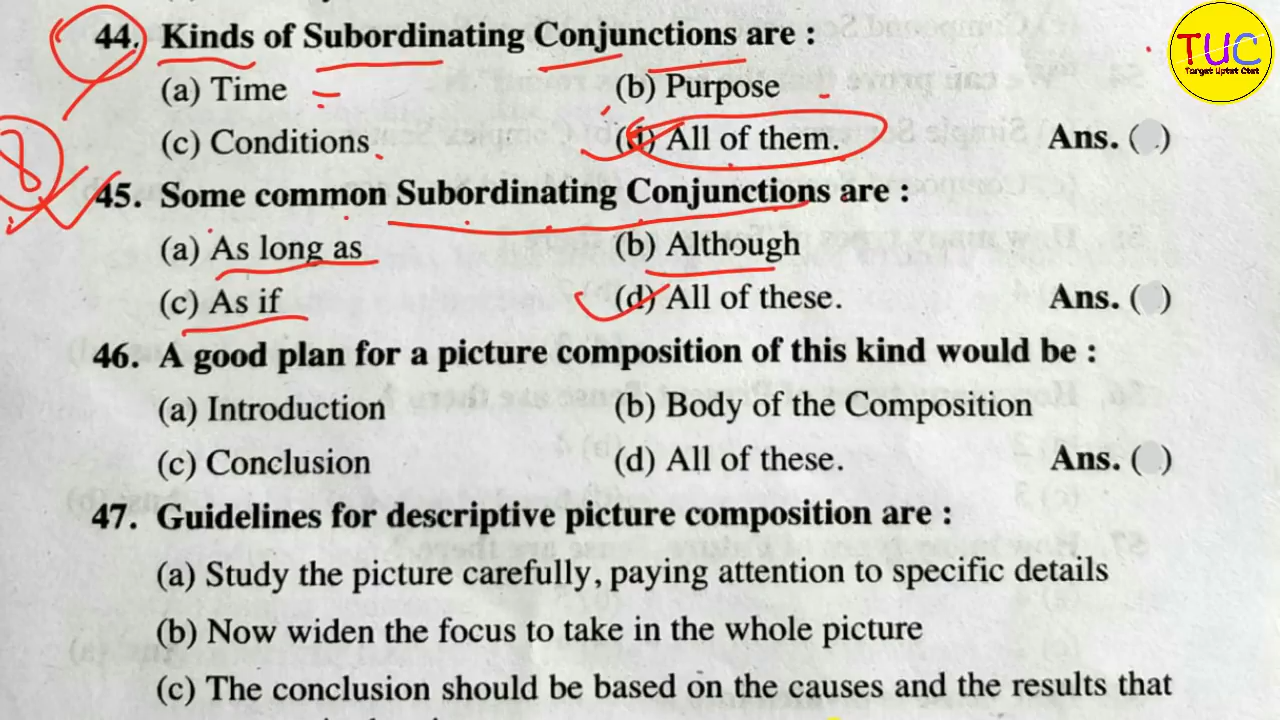 44. Kinds of Subordinating Conjunctions are :
(a) Time (b) Purpose
(c) Conditions (d) All of them. Ans. ( )
8
45. Some common Subordinating Conjunctions are :
(a) As long as (b) Although
(c) As if (d) All of these. Ans. ( )
46. A good plan for a picture composition of this kind would be :
(a) Introduction (b) Body of the Composition
(c) Conclusion (d) All of these. Ans. ( )
47. Guidelines for descriptive picture composition are :
(a) Study the picture carefully, paying attention to specific details
(b) Now widen the focus to take in the whole picture
(c) The conclusion should be based on the causes and the results that
TUC
Target Uptet Ctet